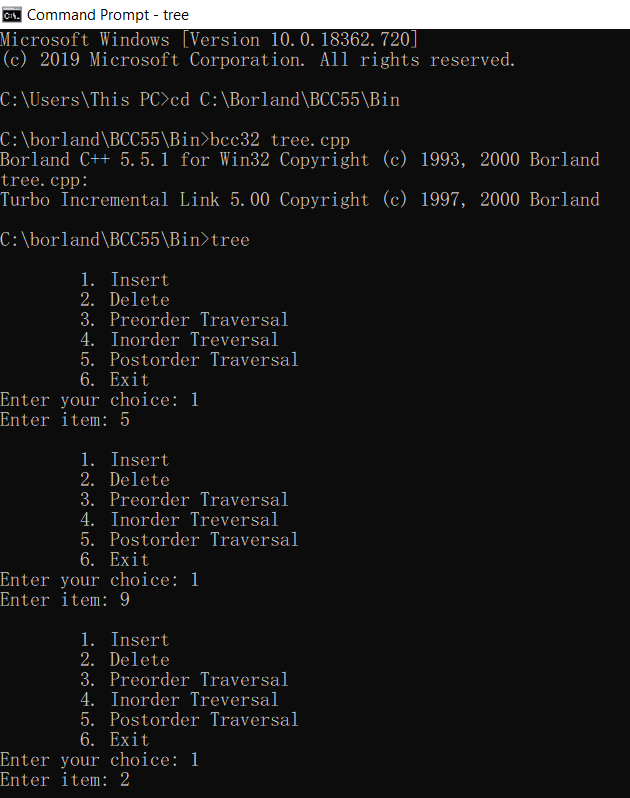 Command Prompt - tree
Microsoft Windows [Version 10.0.18362.720]
(c) 2019 Microsoft Corporation. All rights reserved.
C:\Users\This PC>cd C:\Borland\BCC55\Bin
C:\borland\BCC55\Bin>bcc32 tree.cpp
Borland C++ 5.5.1 for Win32 Copyright (c) 1993, 2000 Borland
tree.cpp:
Turbo Incremental Link 5.00 Copyright (c) 1997, 2000 Borland
C:\borland\BCC55\Bin>tree
1. Insert
2. Delete
3. Preorder Traversal
4. Inorder Treversal
5. Postorder Traversal
6. Exit
Enter your choice: 1
Enter item: 5
1. Insert
2. Delete
3. Preorder Traversal
4. Inorder Treversal
5. Postorder Traversal
6. Exit
Enter your choice: 1
Enter item: 9
1. Insert
2. Delete
3. Preorder Traversal
4. Inorder Treversal
5. Postorder Traversal
6. Exit
Enter your choice: 1
Enter item: 2